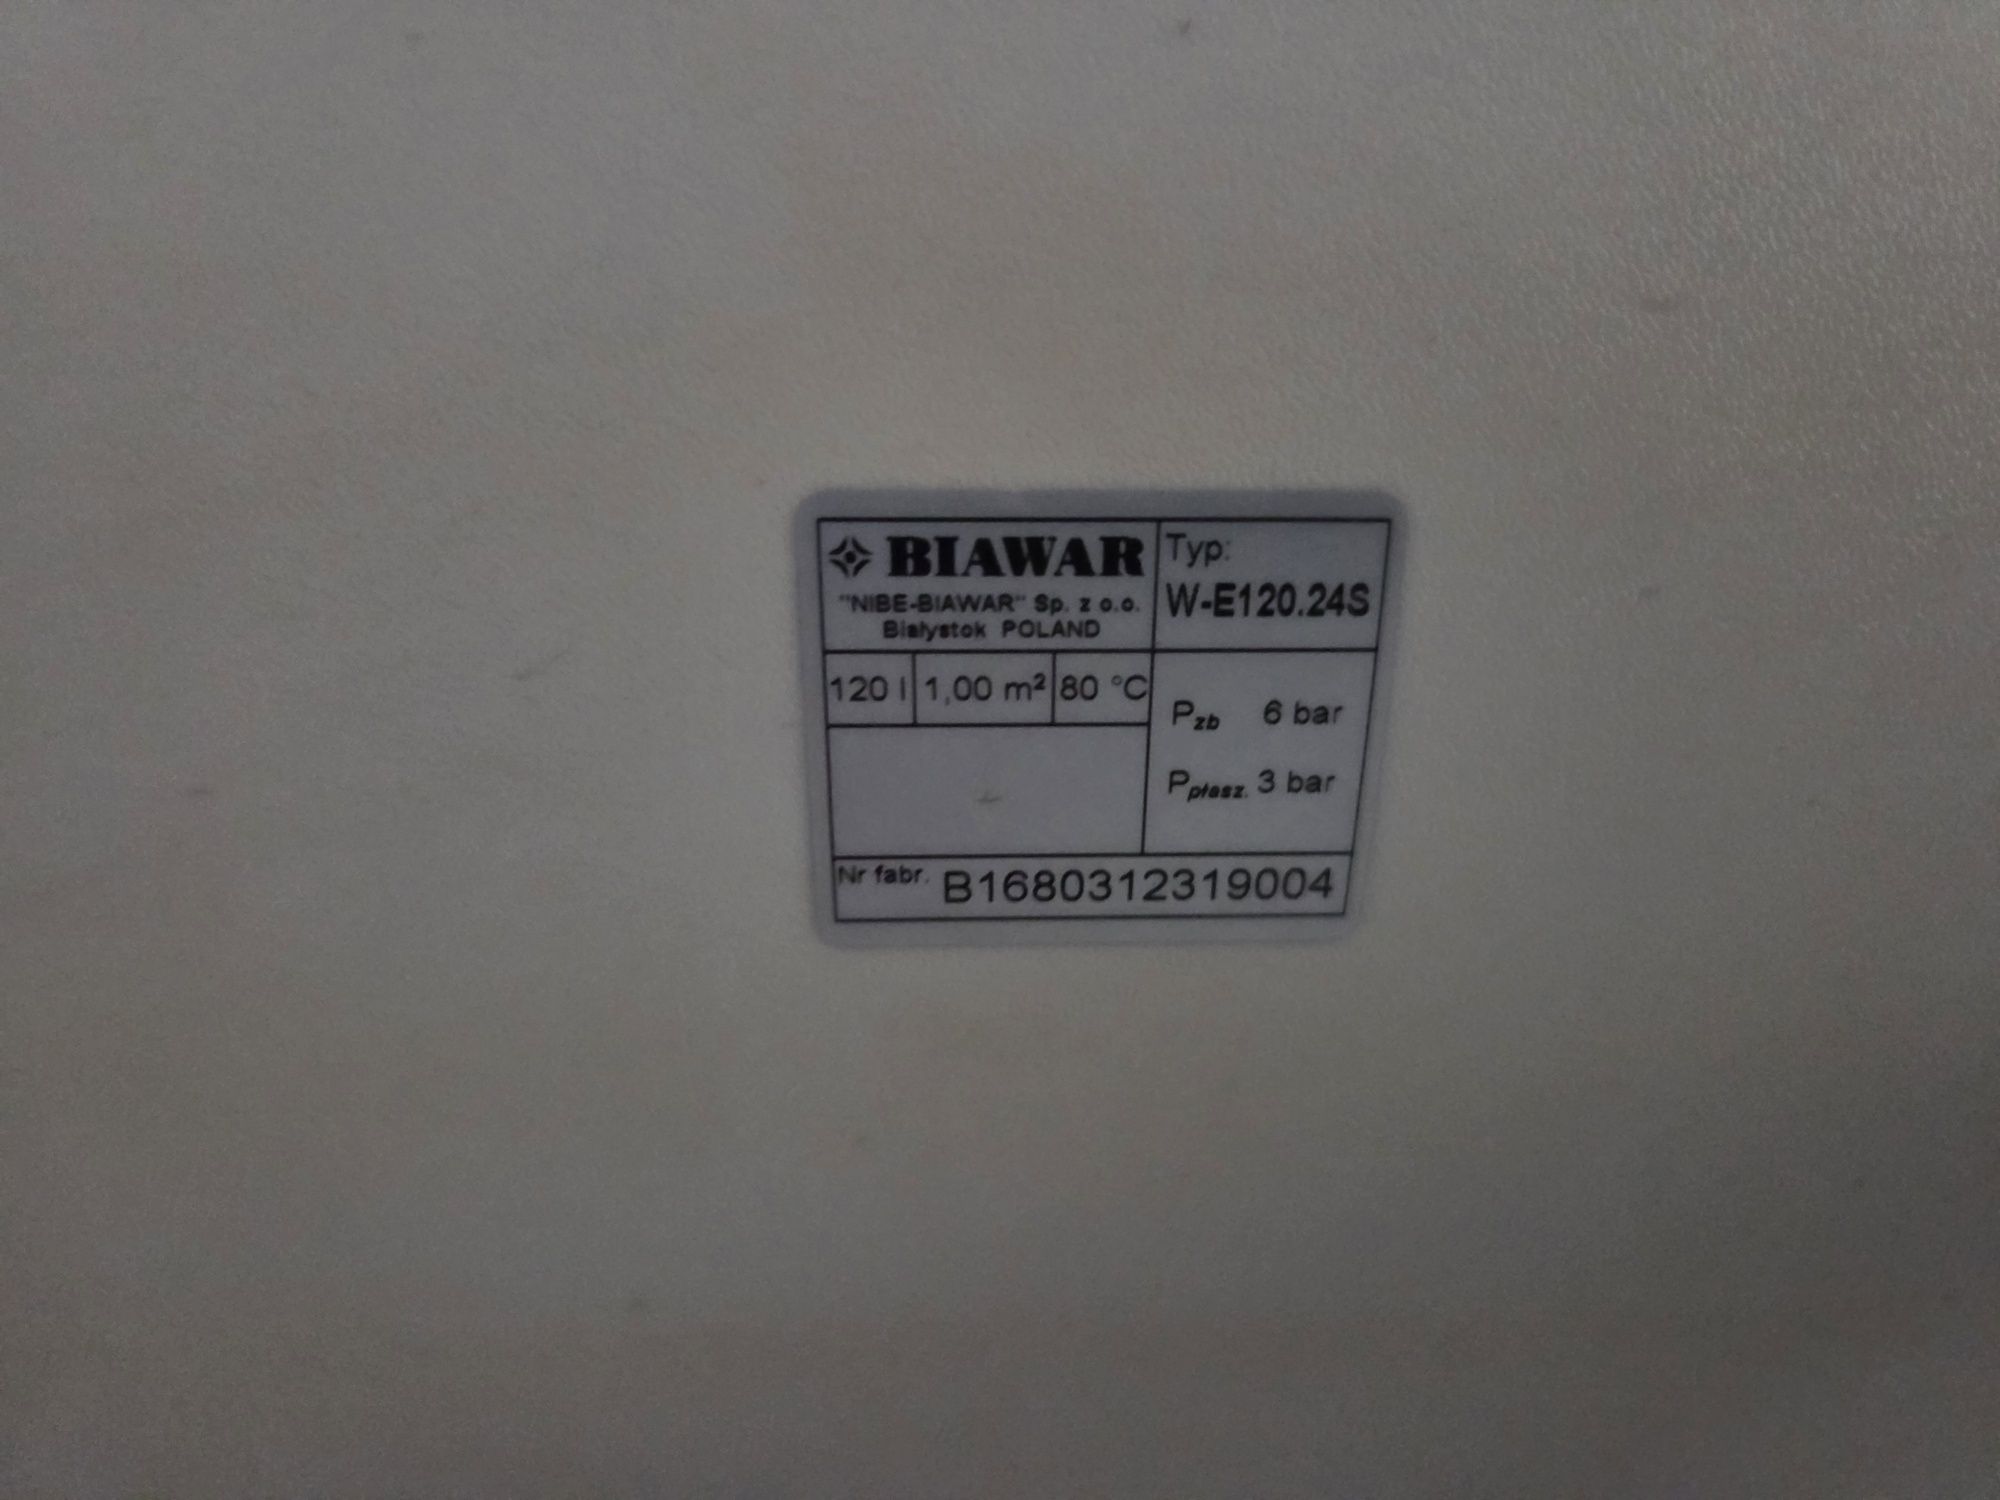 BIAWAR
"NIBE-BIAWAR" Sp. z o.o.
Białystok POLAND
Typ:
W-E120.24S
120 l 1,00 m² 80 °C
Pzb 6 bar
Ppłasz. 3 bar
Nr fabr. B1680312319004